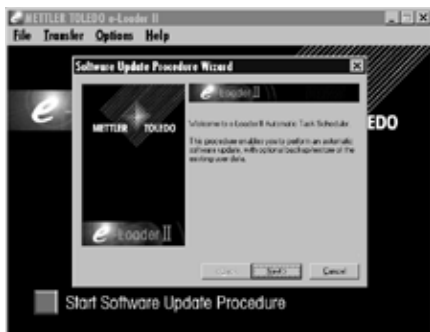 METTLER TOLEDO e-Loader II
File Transfer Options Help
Software Update Procedure Wizard
e-Loader II
METTLER TOLEDO
Welcome to e-Loader II Automatic Task Scheduler.
This procedure enables you to perform an automatic
software update, with optional backup/restore of the
existing user data.
e-Loader II
Next > Cancel
e
EDO
Start Software Update Procedure